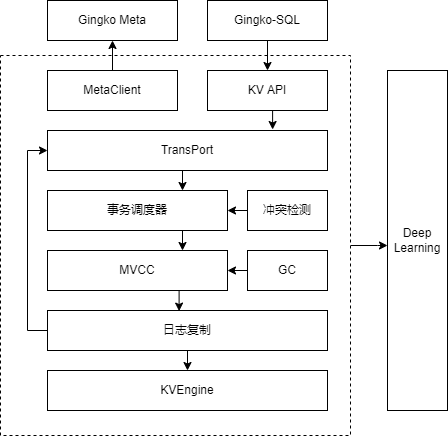 Gingko Meta
Gingko-SQL
MetaClient
KV API
TransPort
事务调度器
冲突检测
MVCC
GC
日志复制
KVEngine
Deep
Learning